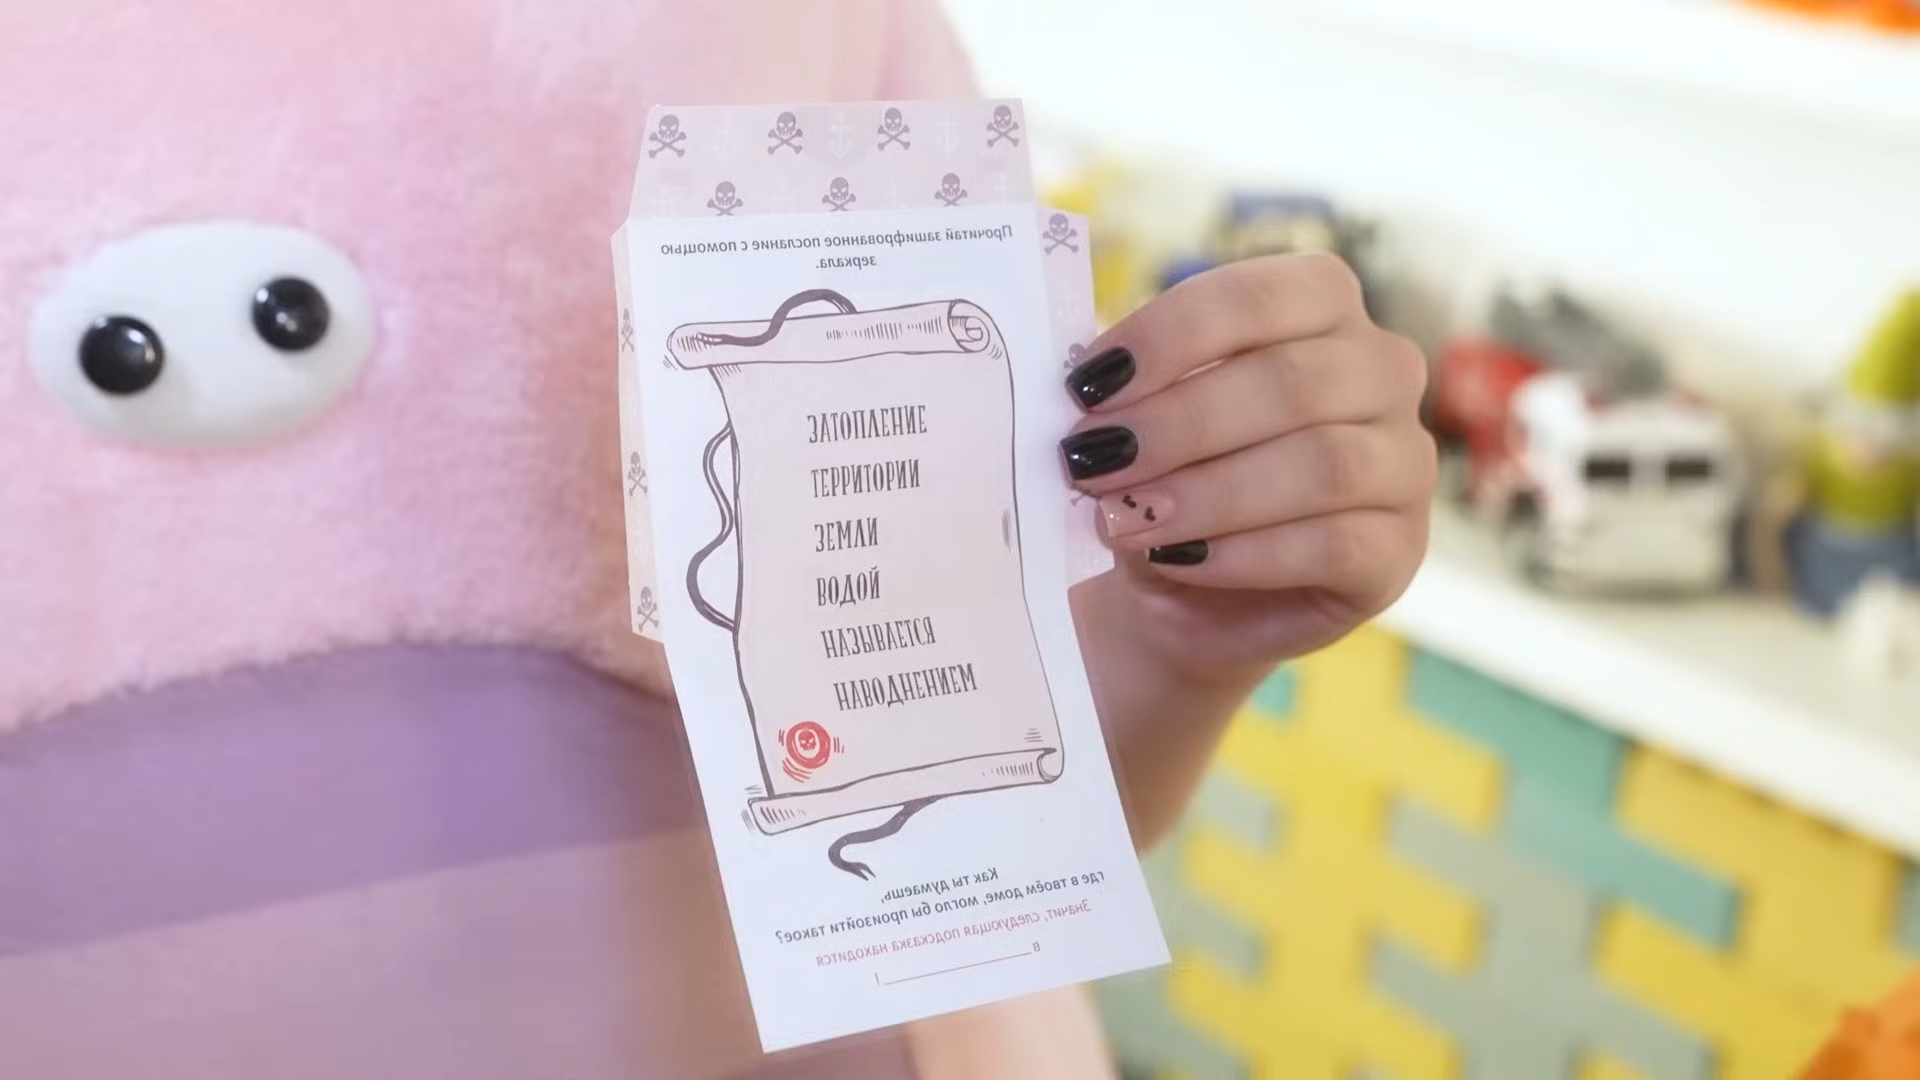 Прочитай зашифрованное послание с помощью
зеркала.
ЗАТОПЛЕНИЕ
ТЕРРИТОРИИ
ЗЕМЛИ
ВОДОЙ
НАЗЫВАЕТСЯ
НАВОДНЕНИЕМ
Как ты думаешь,
где в твоём доме, могло бы произойти такое?
Значит, следующая подсказка находится
в ____________!